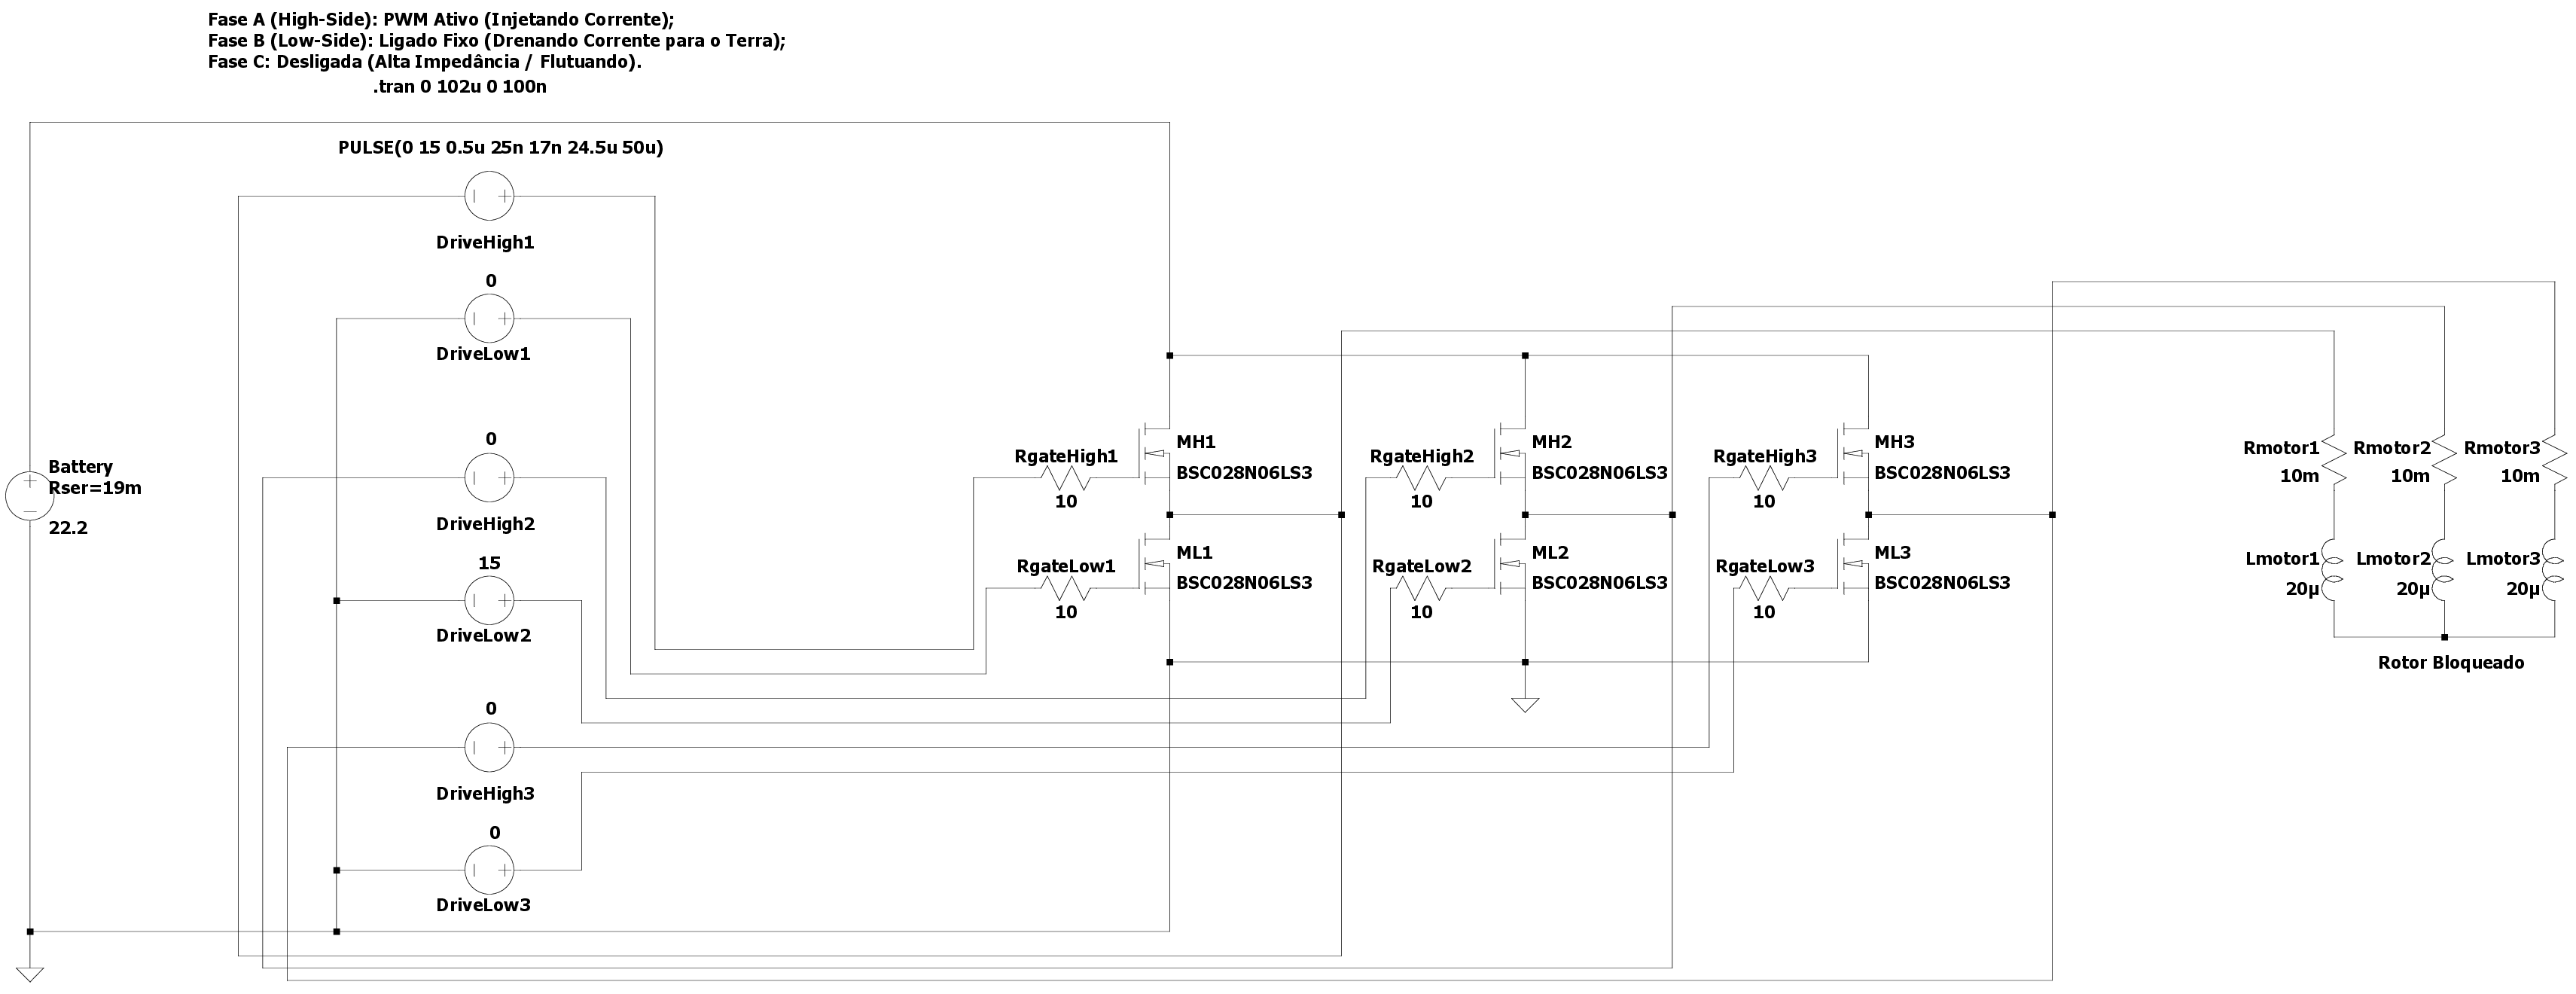 Fase A (High-Side): PWM Ativo (Injetando Corrente);
Fase B (Low-Side): Ligado Fixo (Drenando Corrente para o Terra);
Fase C: Desligada (Alta Impedância / Flutuando).
.tran 0 102u 0 100n
PULSE(0 15 0.5u 25n 17n 24.5u 50u)
DriveHigh1
0
DriveLow1
0
DriveHigh2
15
DriveLow2
0
DriveHigh3
0
DriveLow3
Battery
Rser=19m
22.2
RgateHigh1
10
MH1
BSC028N06LS3
RgateLow1
10
ML1
BSC028N06LS3
RgateHigh2
10
MH2
BSC028N06LS3
RgateLow2
10
ML2
BSC028N06LS3
RgateHigh3
10
MH3
BSC028N06LS3
RgateLow3
10
ML3
BSC028N06LS3
Rmotor1
10m
Rmotor2
10m
Rmotor3
10m
Lmotor1
20µ
Lmotor2
20µ
Lmotor3
20µ
Rotor Bloqueado